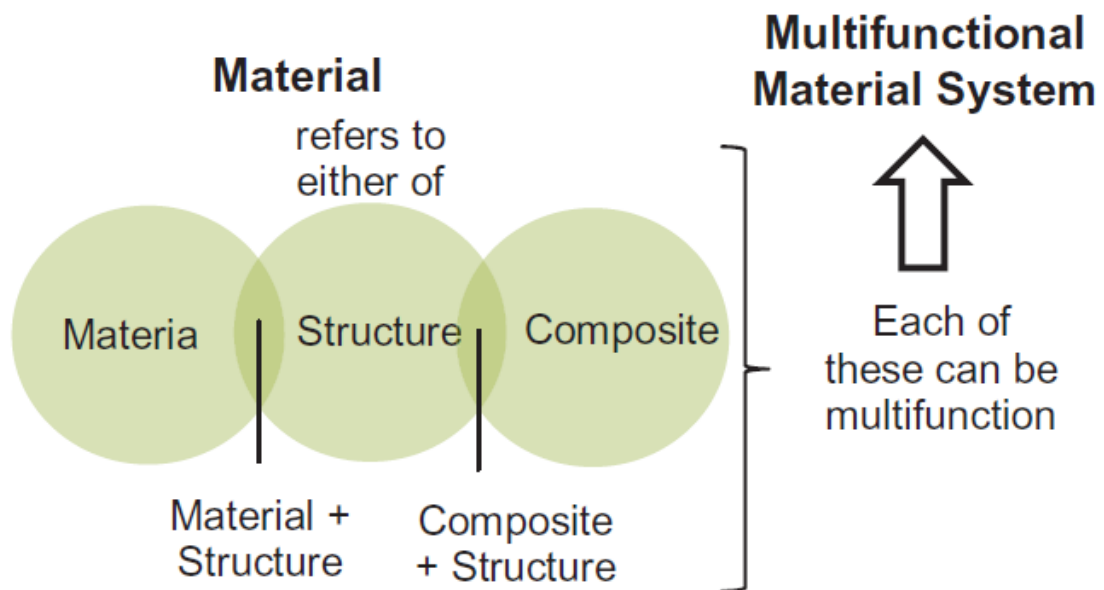 Material
refers to
either of
Materia
Structure
Composite
Material +
Structure
Composite
+ Structure
Multifunctional
Material System
Each of
these can be
multifunction